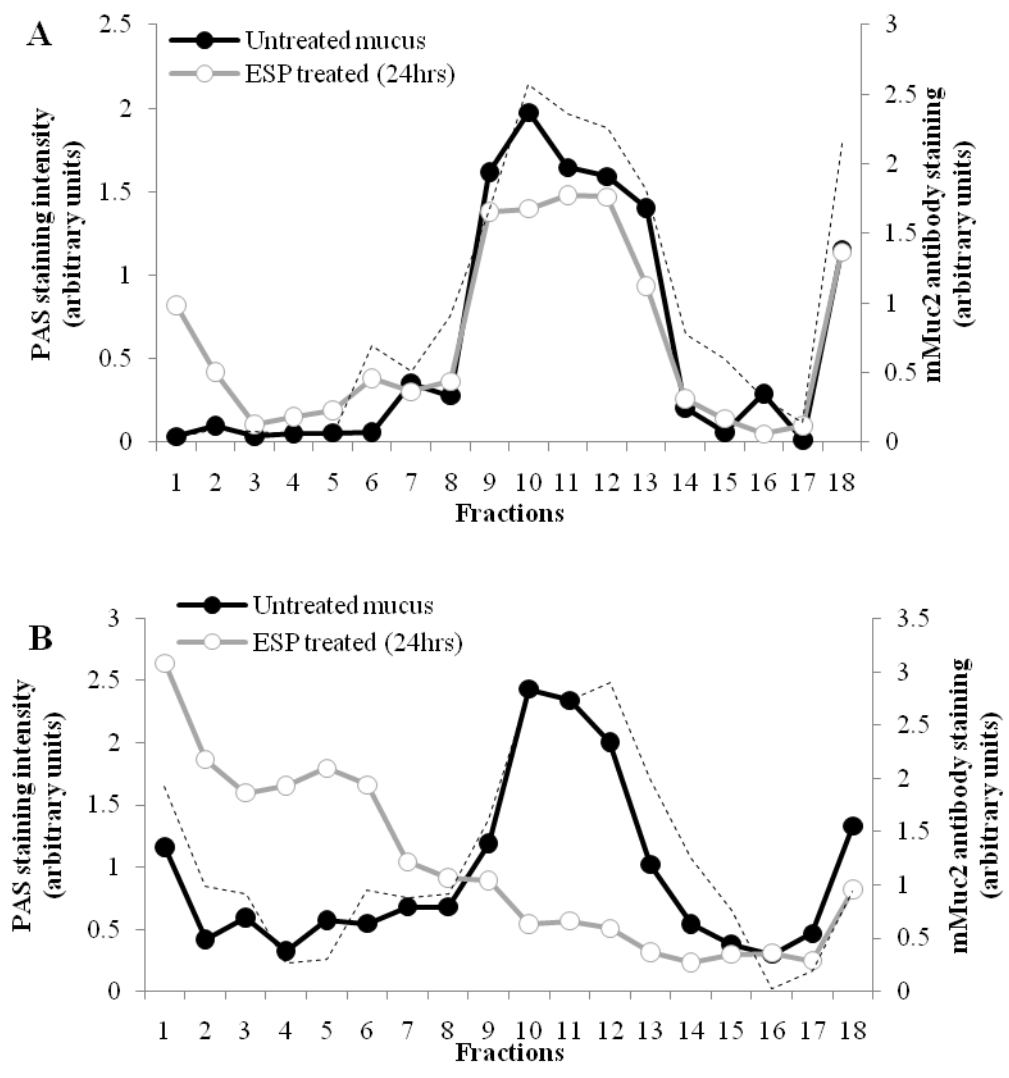 A
Untreated mucus
ESP treated (24hrs)
PAS staining intensity
(arbitrary units)
2.5
2
1.5
1
0.5
0
3
2.5
2
1.5
1
0.5
0
mMuc2 antibody staining
(arbitrary units)
1 2 3 4 5 6 7 8 9 10 11 12 13 14 15 16 17 18
Fractions
B
Untreated mucus
ESP treated (24hrs)
PAS staining intensity
(arbitrary units)
3
2.5
2
1.5
1
0.5
0
3.5
3
2.5
2
1.5
1
0.5
0
mMuc2 antibody staining
(arbitrary units)
1 2 3 4 5 6 7 8 9 10 11 12 13 14 15 16 17 18
Fractions